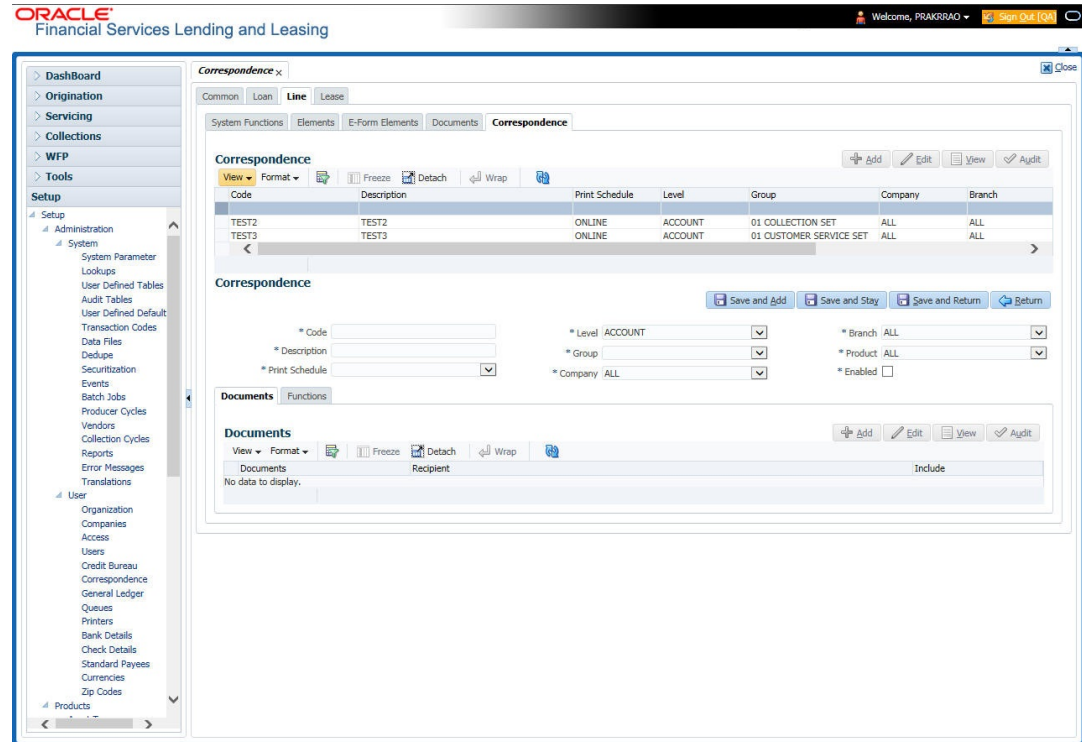 ORACLE
Financial Services Lending and Leasing
Welcome, PRAKRRAO
Sign Out [QA]
Close
DashBoard
Origination
Servicing
Collections
WFP
Tools
Setup
Setup
Administration
System
System Parameter
Lookups
User Defined Tables
Audit Tables
User Defined Default
Transaction Codes
Data Files
Dedupe
Securitization
Events
Batch Jobs
Producer Cycles
Vendors
Collection Cycles
Reports
Error Messages
Translations
User
Organization
Companies
Access
Users
Credit Bureau
Correspondence
General Ledger
Queues
Printers
Bank Details
Check Details
Standard Payees
Currencies
Zip Codes
Products
Correspondence
Common Loan Line Lease
System Functions Elements E-Form Elements Documents Correspondence
Correspondence
Add Edit View Audit
View Format Freeze Detach Wrap
Code Description Print Schedule Level Group Company Branch
TEST2 TEST2 ONLINE ACCOUNT 01 COLLECTION SET ALL ALL
TEST3 TEST3 ONLINE ACCOUNT 01 CUSTOMER SERVICE SET ALL ALL
Correspondence
Save and Add Save and Stay Save and Return Return
* Code * Level ACCOUNT * Branch ALL
* Description * Group * Product ALL
* Print Schedule * Company ALL * Enabled
Documents Functions
Documents
Add Edit View Audit
View Format Freeze Detach Wrap
Documents Recipient Include
No data to display.